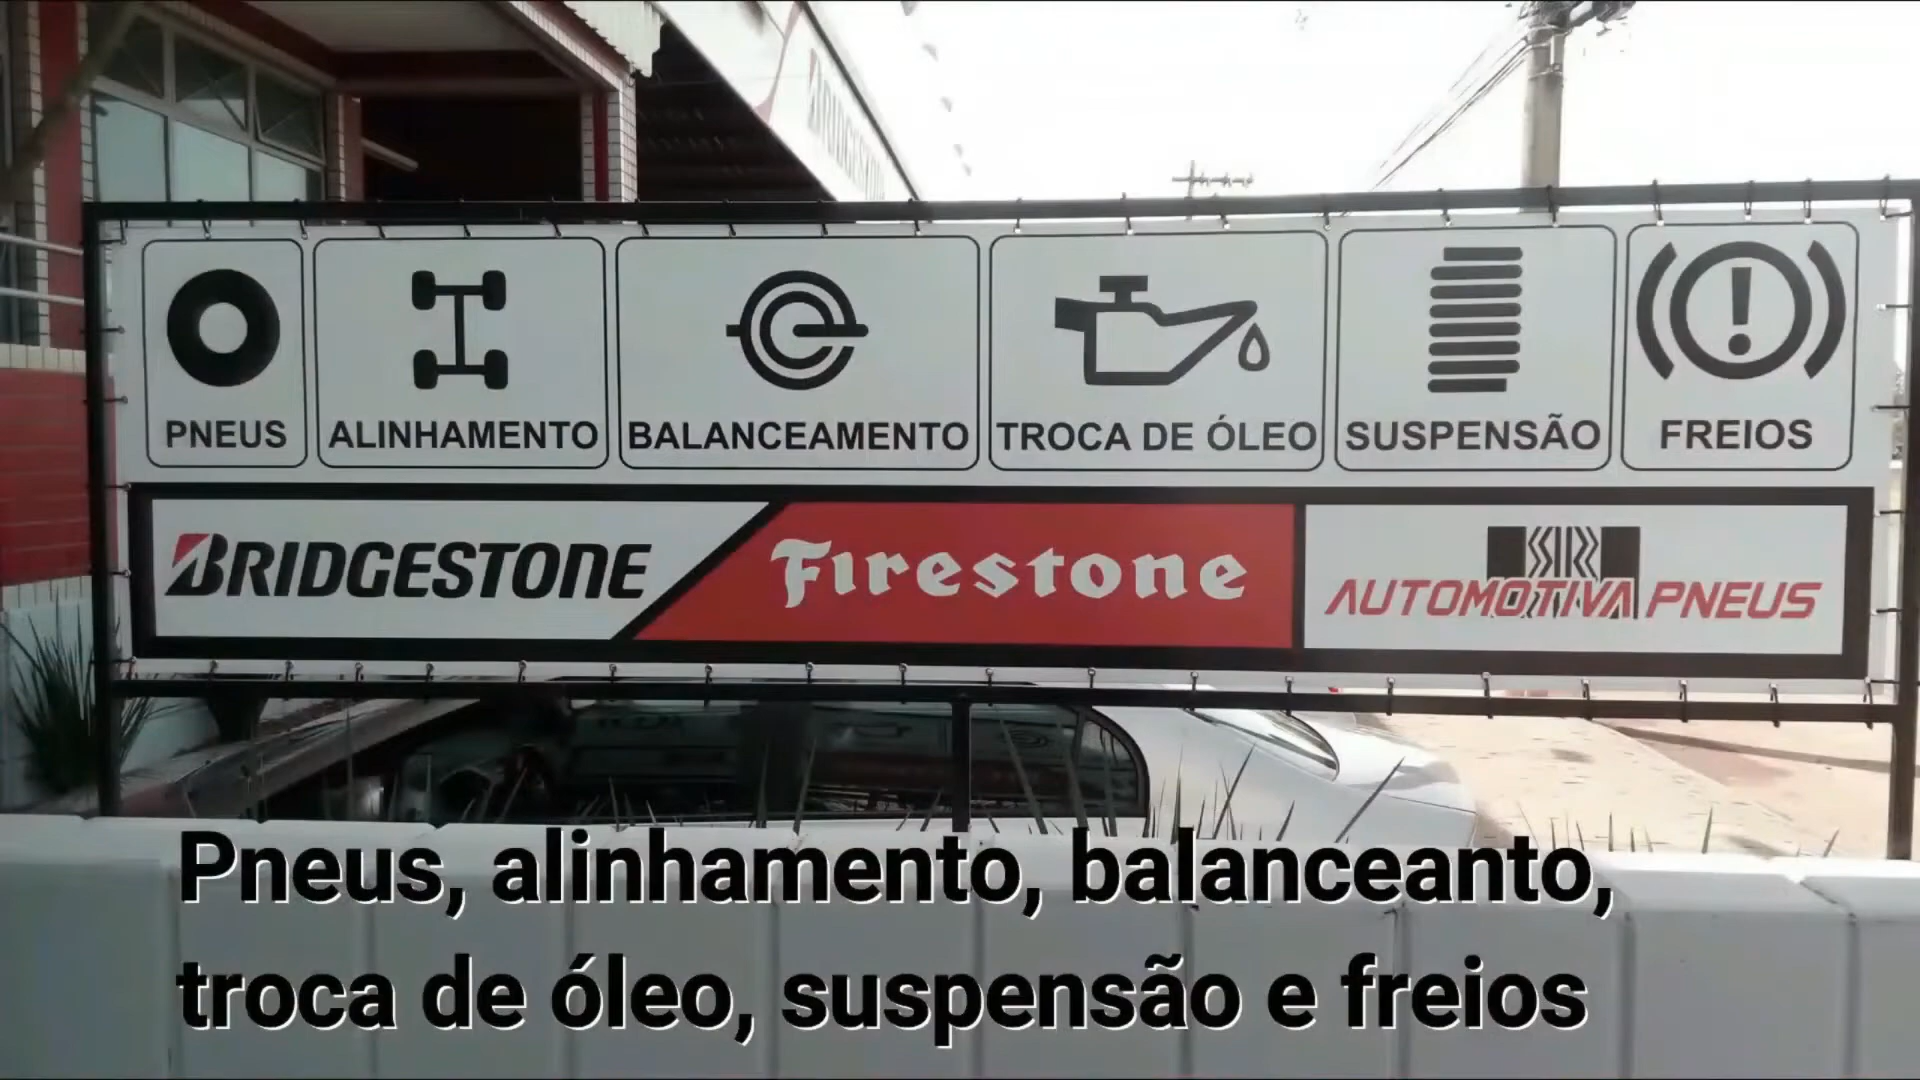 BRIDGESTONE
PNEUS ALINHAMENTO BALANCEAMENTO TROCA DE ÓLEO SUSPENSÃO FREIOS
BRIDGESTONE Firestone AUTOMOTIVA PNEUS
Pneus, alinhamento, balanceanto,
troca de óleo, suspensão e freios